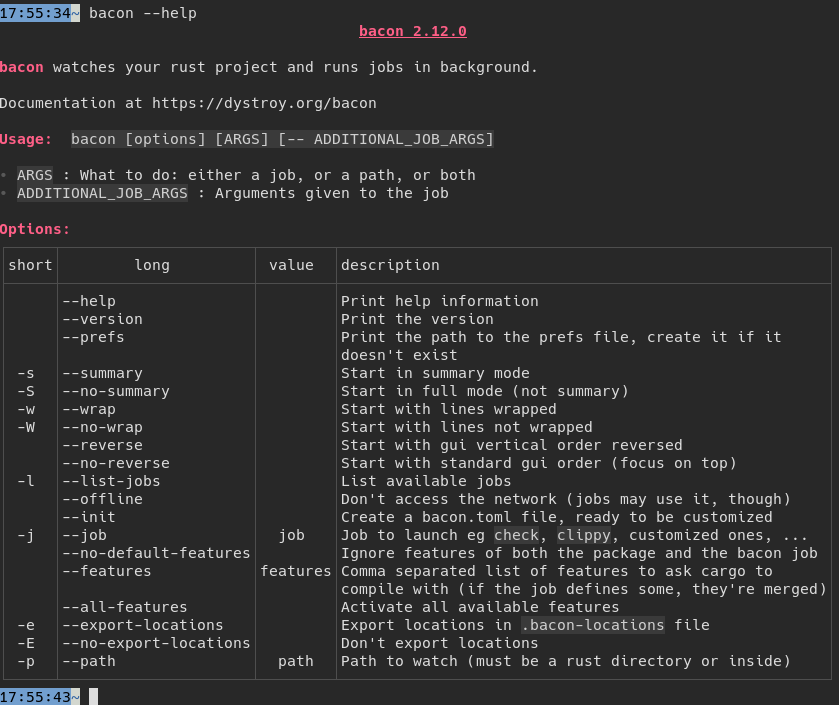 17:55:34~ bacon --help
bacon 2.12.0
bacon watches your rust project and runs jobs in background.
Documentation at https://dystroy.org/bacon
Usage: bacon [options] [ARGS] [-- ADDITIONAL_JOB_ARGS]
• ARGS : What to do: either a job, or a path, or both
• ADDITIONAL_JOB_ARGS : Arguments given to the job
Options:
short long value description
--help Print help information
--version Print the version
--prefs Print the path to the prefs file, create it if it
doesn't exist
-s --summary Start in summary mode
-S --no-summary Start in full mode (not summary)
-w --wrap Start with lines wrapped
-W --no-wrap Start with lines not wrapped
--reverse Start with gui vertical order reversed
--no-reverse Start with standard gui order (focus on top)
-l --list-jobs List available jobs
--offline Don't access the network (jobs may use it, though)
--init Create a bacon.toml file, ready to be customized
-j --job job Job to launch eg check, clippy, customized ones, ...
--no-default-features Ignore features of both the package and the bacon job
--features features Comma separated list of features to ask cargo to
compile with (if the job defines some, they're merged)
--all-features Activate all available features
-e --export-locations Export locations in .bacon-locations file
-E --no-export-locations Don't export locations
-p --path path Path to watch (must be a rust directory or inside)
17:55:43~